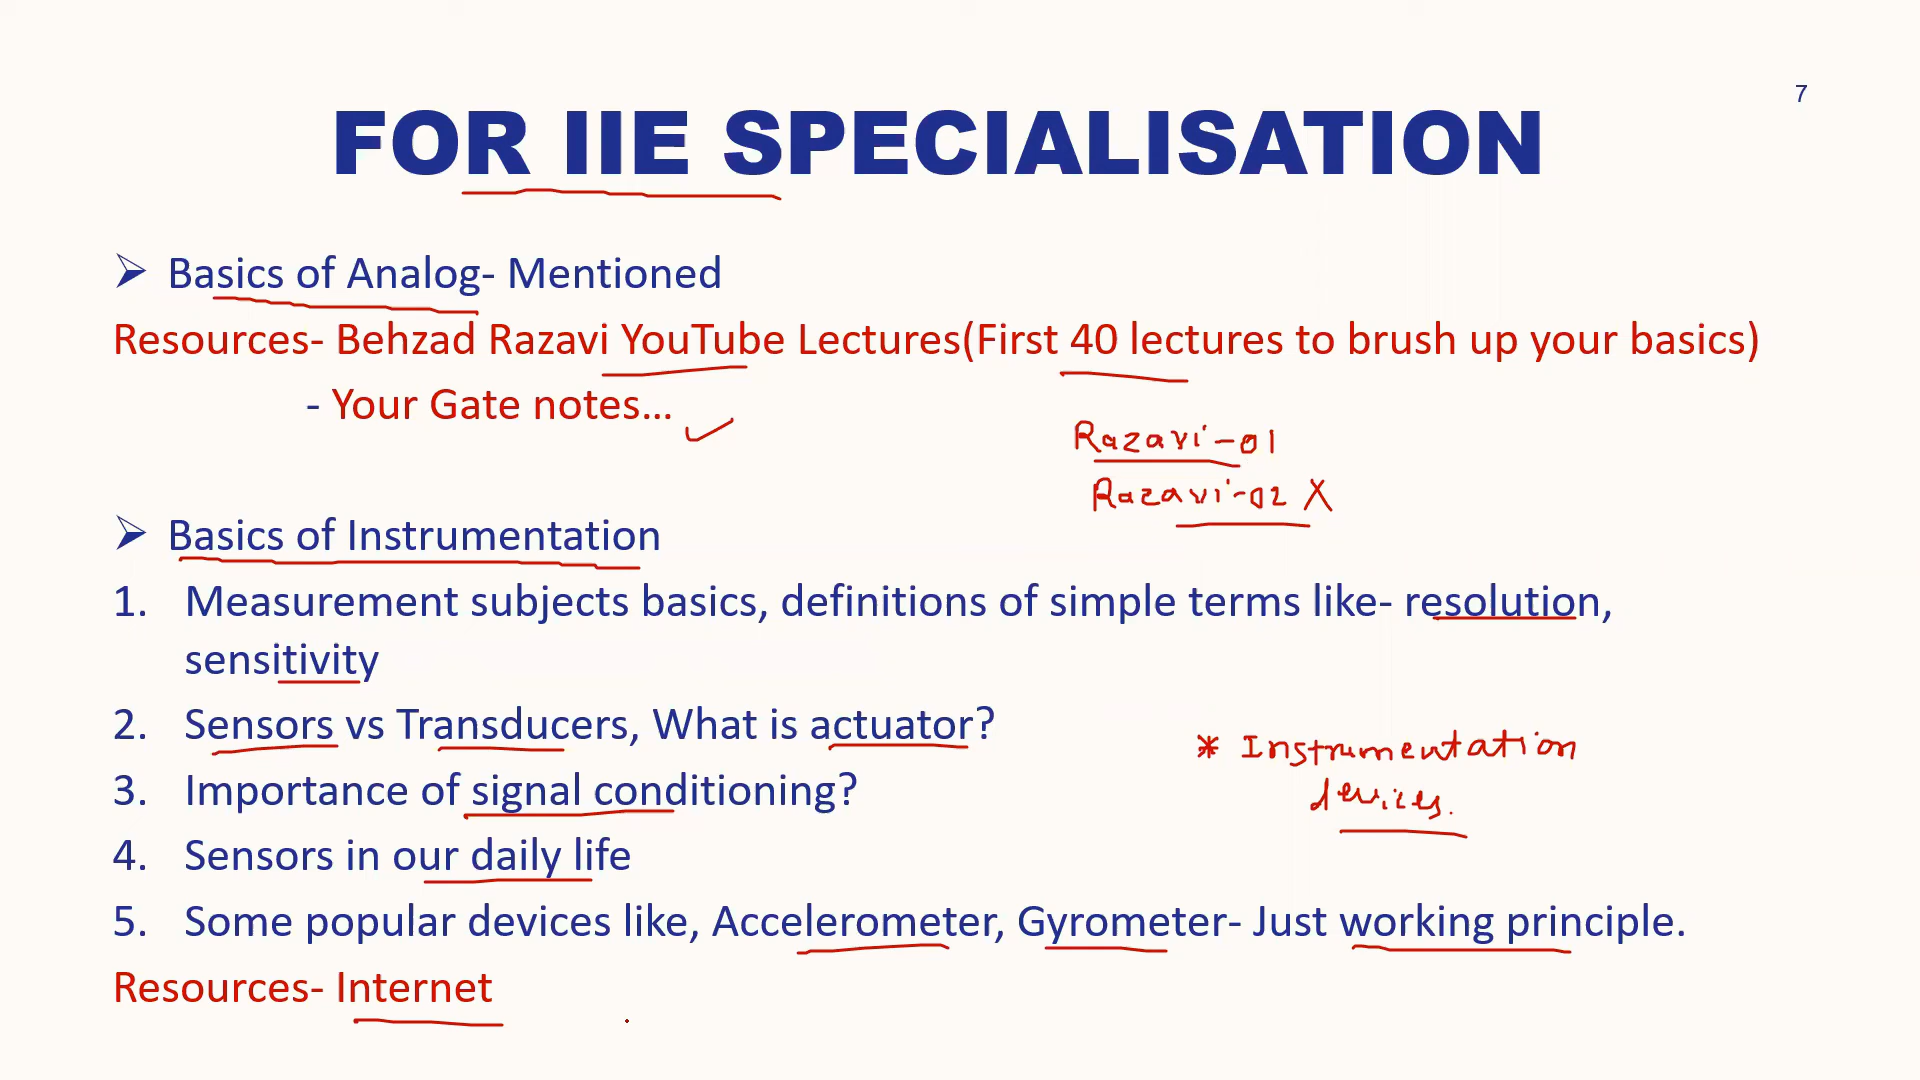 7
FOR IIE SPECIALISATION
➢ Basics of Analog- Mentioned
Resources- Behzad Razavi YouTube Lectures(First 40 lectures to brush up your basics)
- Your Gate notes...
Razavi-01
Razavi-02 X
➢ Basics of Instrumentation
1. Measurement subjects basics, definitions of simple terms like- resolution,
sensitivity
2. Sensors vs Transducers, What is actuator?
* Instrumentation
devices.
3. Importance of signal conditioning?
4. Sensors in our daily life
5. Some popular devices like, Accelerometer, Gyrometer- Just working principle.
Resources- Internet